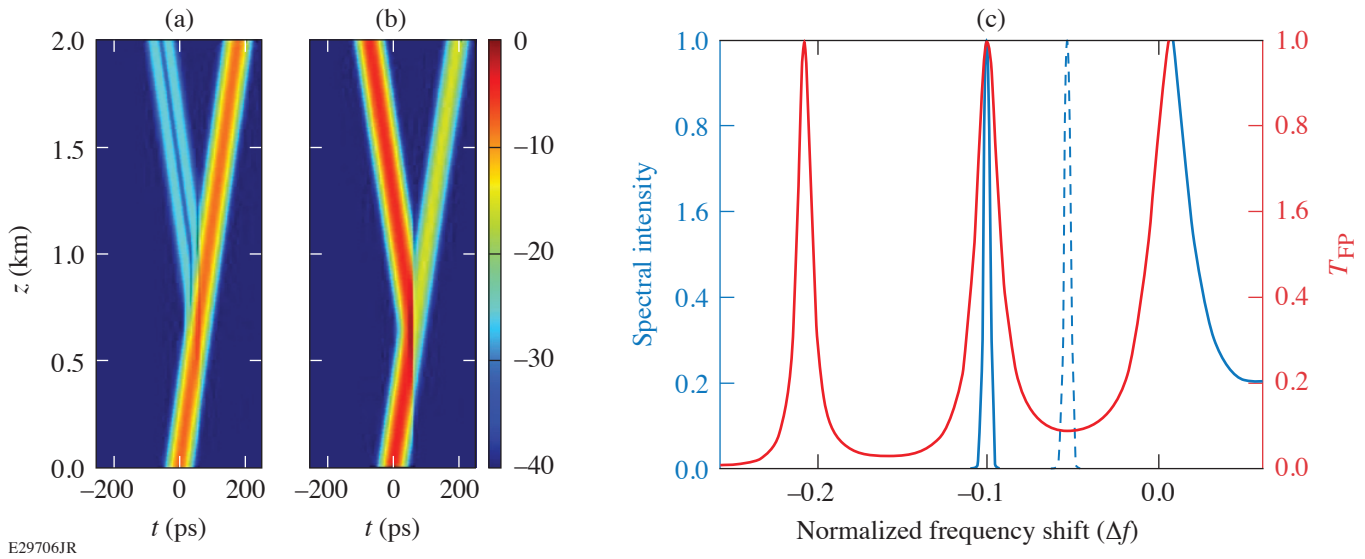 (a)
(b)
(c)
2.0
1.5
1.0
0.5
0.0
z (km)
−200 0 200
t (ps)
−200 0 200
t (ps)
0
−10
−20
−30
−40
1.0
0.8
1.6
0.4
0.2
0.0
Spectral intensity
1.0
0.8
1.0
0.4
0.2
0.0
TFP
−0.2 −0.1 0.0
Normalized frequency shift (Δf)
E29706JR